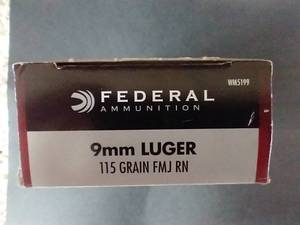 WM5199
FEDERAL
AMMUNITION
9mm LUGER
115 GRAIN FMJ RN